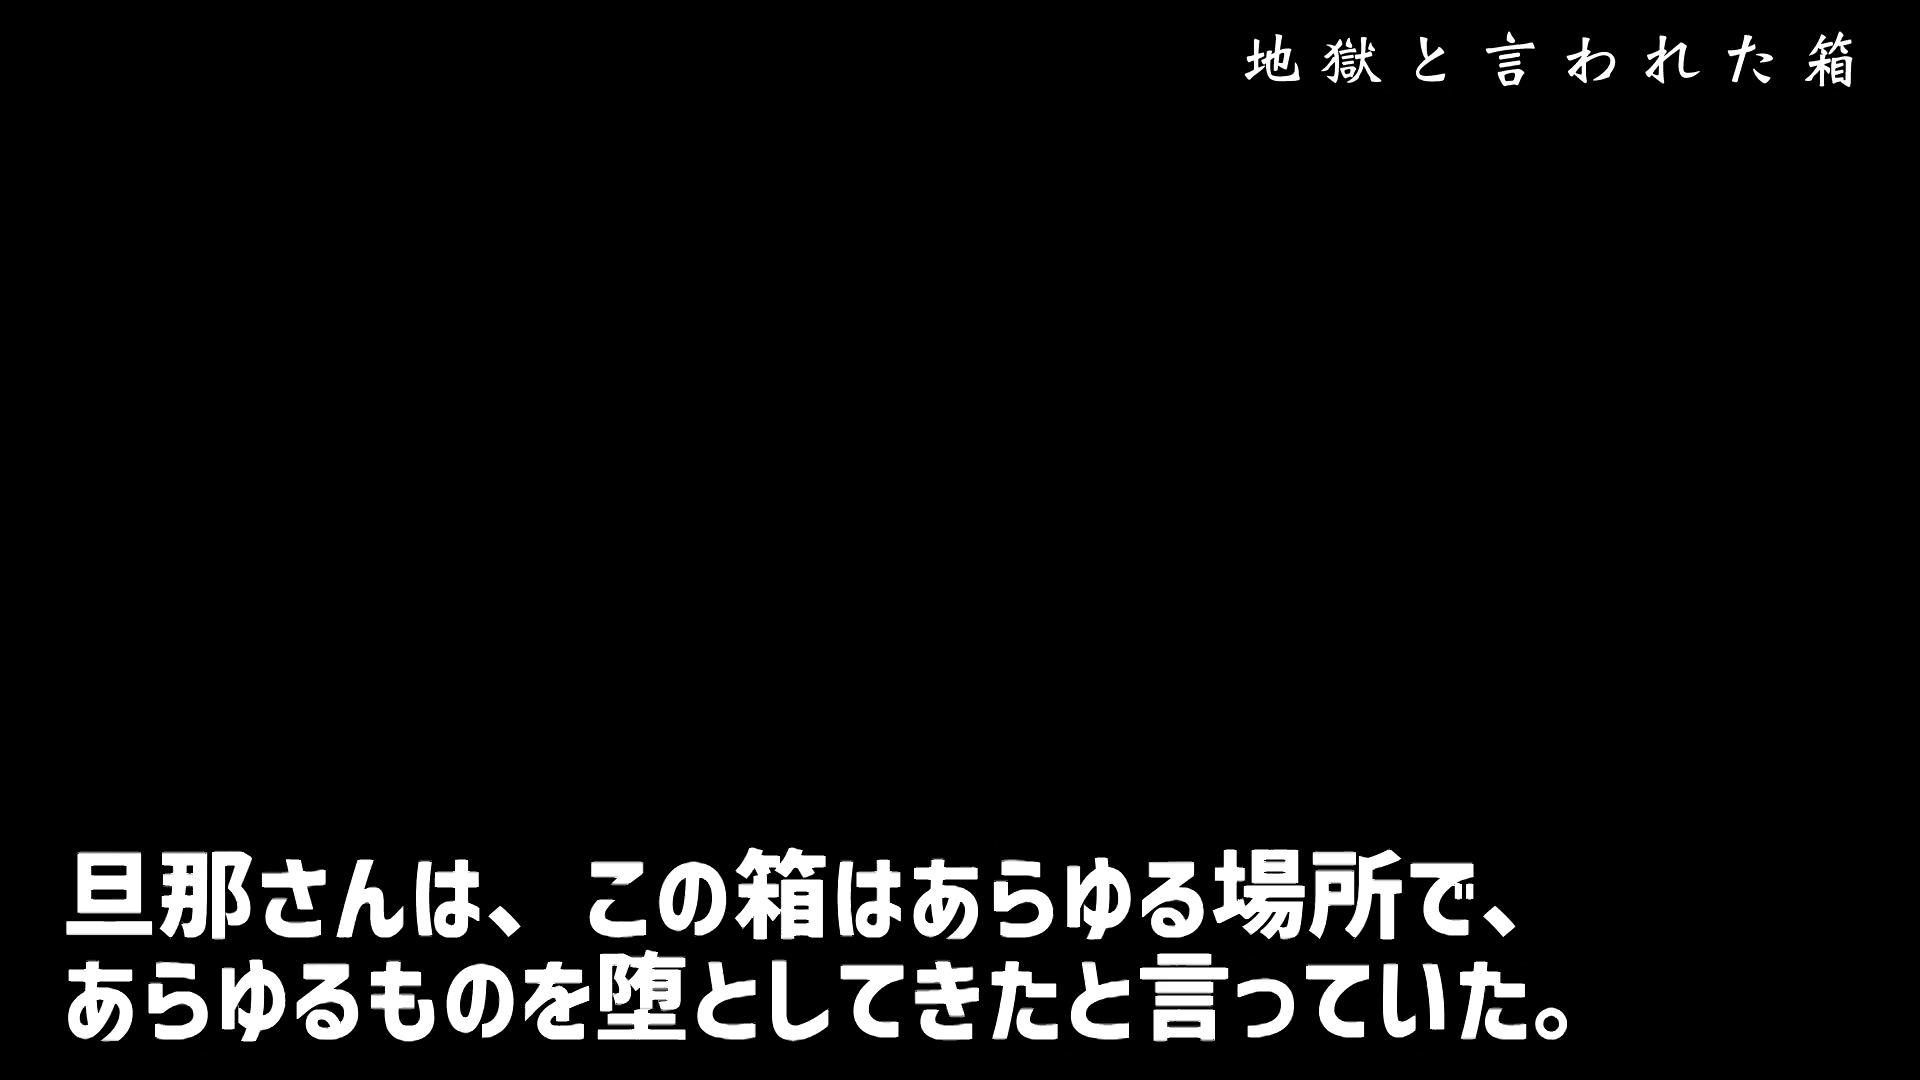 地獄と言われた箱
旦那さんは、この箱はあらゆる場所で、
あらゆるものを堕としてきたと言っていた。